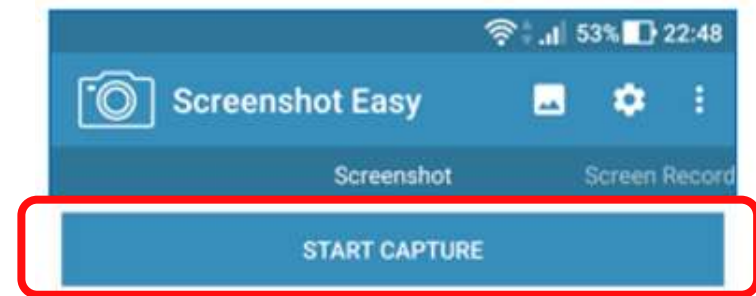 53% 22:48
Screenshot Easy
Screenshot Screen Record
START CAPTURE